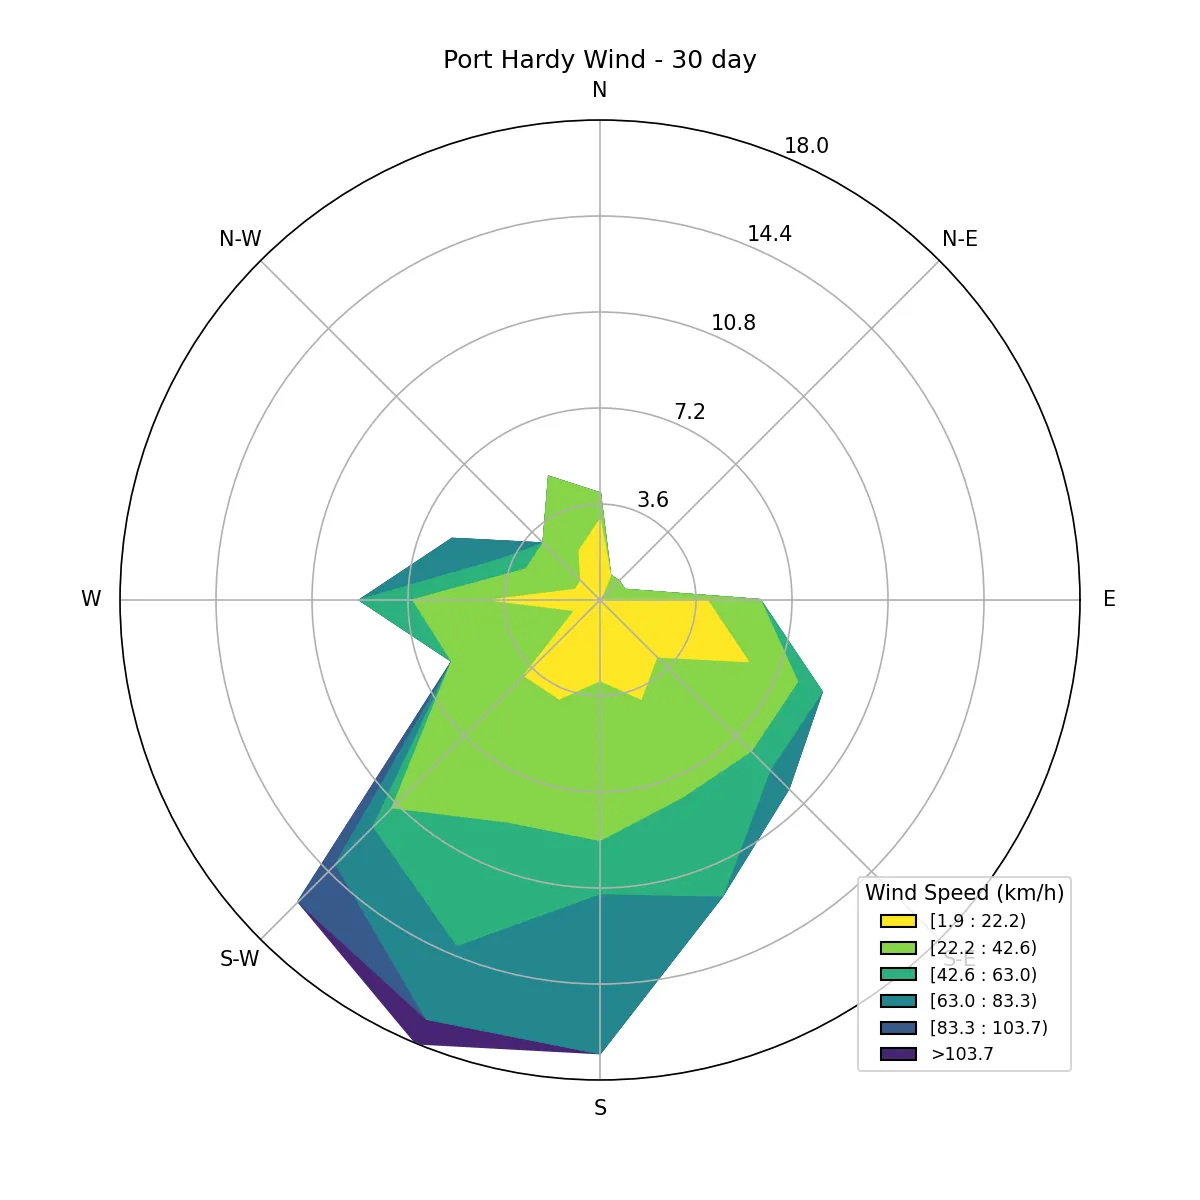 Port Hardy Wind - 30 day
N
18.0
N-W
14.4
N-E
10.8
7.2
3.6
W
E
Wind Speed (km/h)
[1.9 : 22.2)
[22.2 : 42.6)
S-W
S-E
[42.6 : 63.0)
[63.0 : 83.3)
[83.3 : 103.7)
>103.7
S